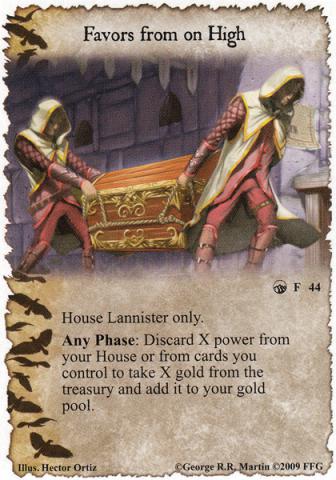 Favors from on High
F 44
House Lannister only.
Any Phase: Discard X power from
your House or from cards you
control to take X gold from the
treasury and add it to your gold
pool.
Illus. Hector Ortiz ©George R.R. Martin ©2009 FFG